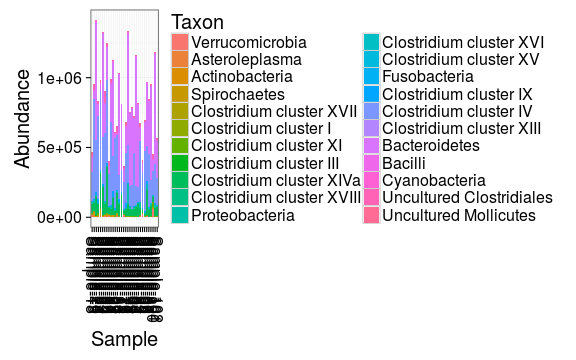 Taxon
Verrucomicrobia
Asteroleplasma
Actinobacteria
Spirochaetes
Clostridium cluster XVII
Clostridium cluster I
Clostridium cluster XI
Clostridium cluster III
Clostridium cluster XIVa
Clostridium cluster XVIII
Proteobacteria
Clostridium cluster XVI
Clostridium cluster XV
Fusobacteria
Clostridium cluster IX
Clostridium cluster IV
Clostridium cluster XIII
Bacteroidetes
Bacilli
Cyanobacteria
Uncultured Clostridiales
Uncultured Mollicutes
Abundance
1e+06
5e+05
0e+00
Sample